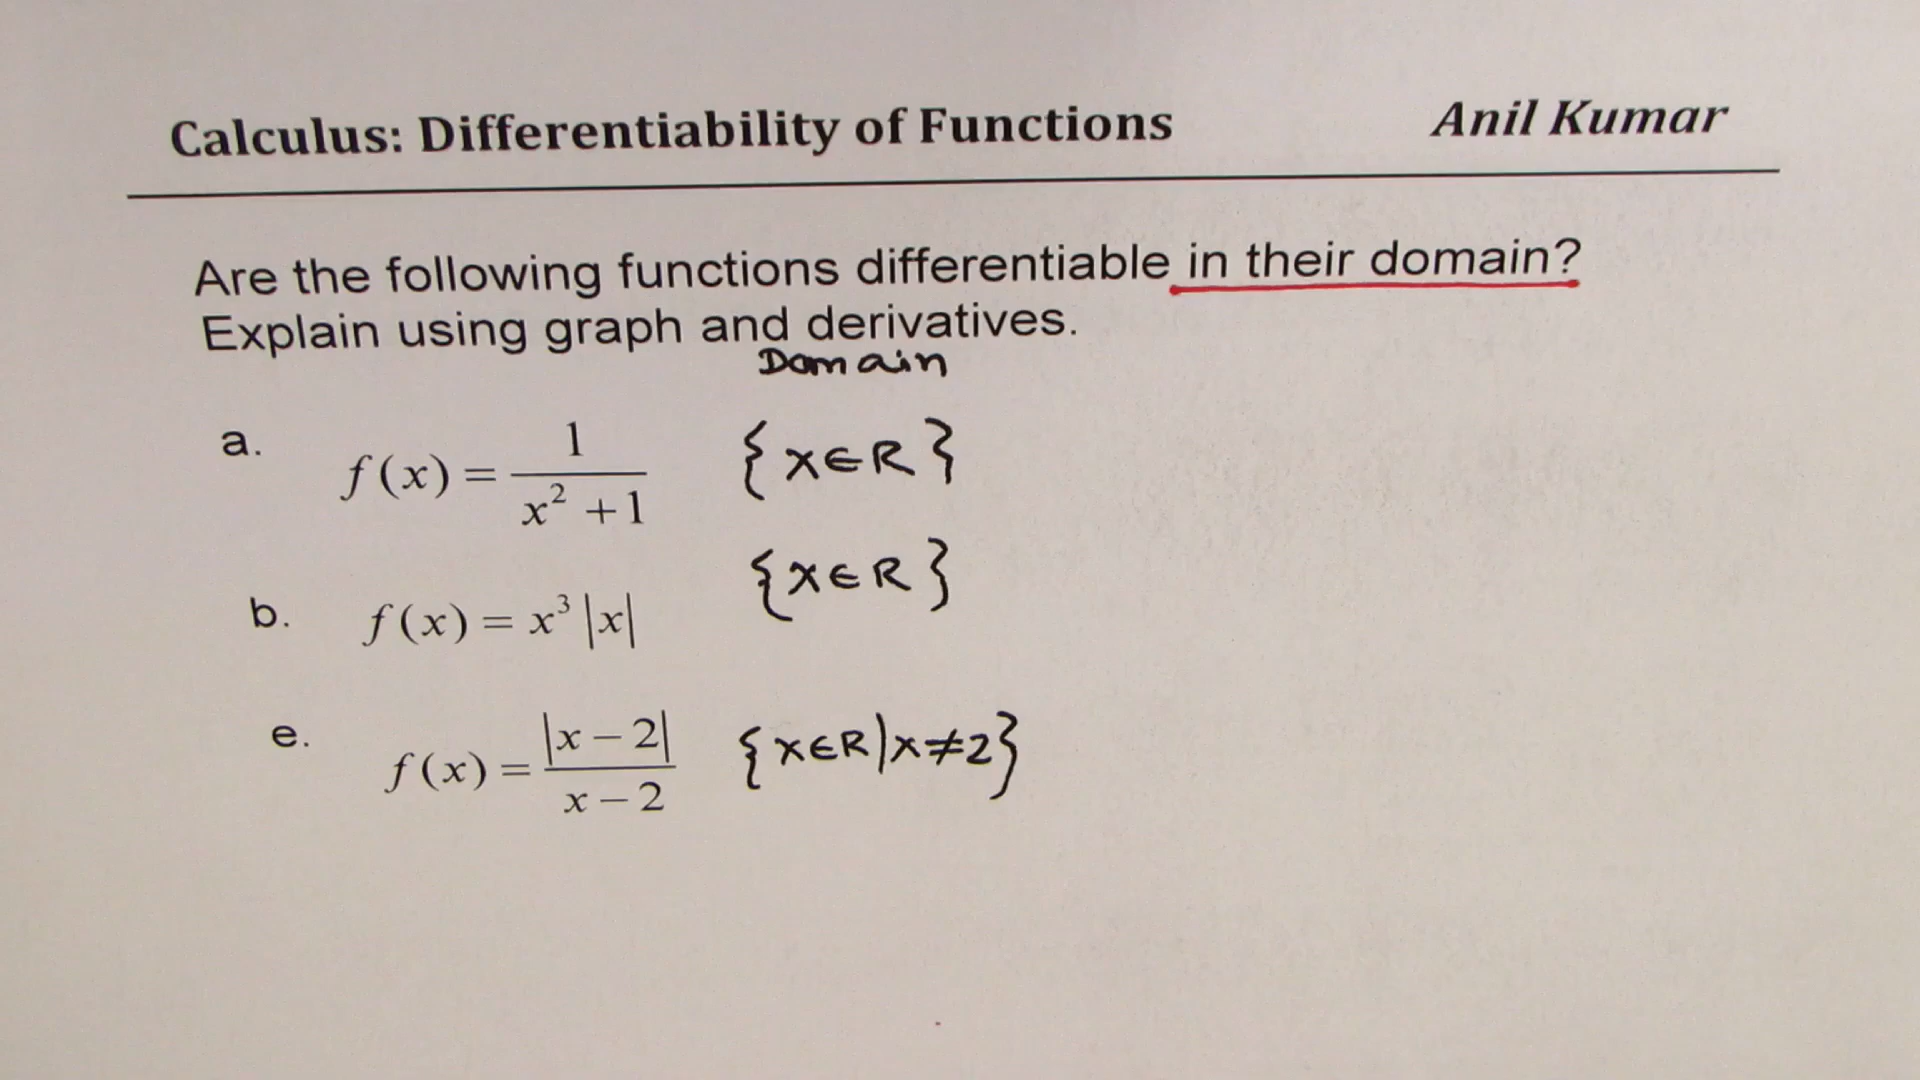 Calculus: Differentiability of Functions Anil Kumar
Are the following functions differentiable in their domain?
Explain using graph and derivatives.
Domain
a. f(x) = 1/(x² + 1) {x∈R}
b. f(x) = x³|x| {x∈R}
e. f(x) = |x − 2|/(x − 2) {x∈R|x≠2}